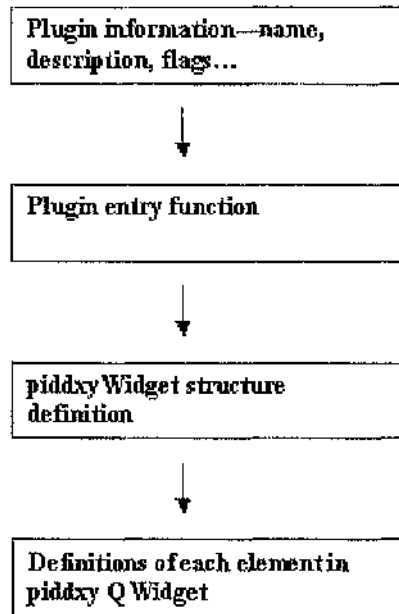 Plugin information—name,
description, flags...
Plugin entry function
piddxy Widget structure
definition
Definitions of each element in
piddxy Q Widget